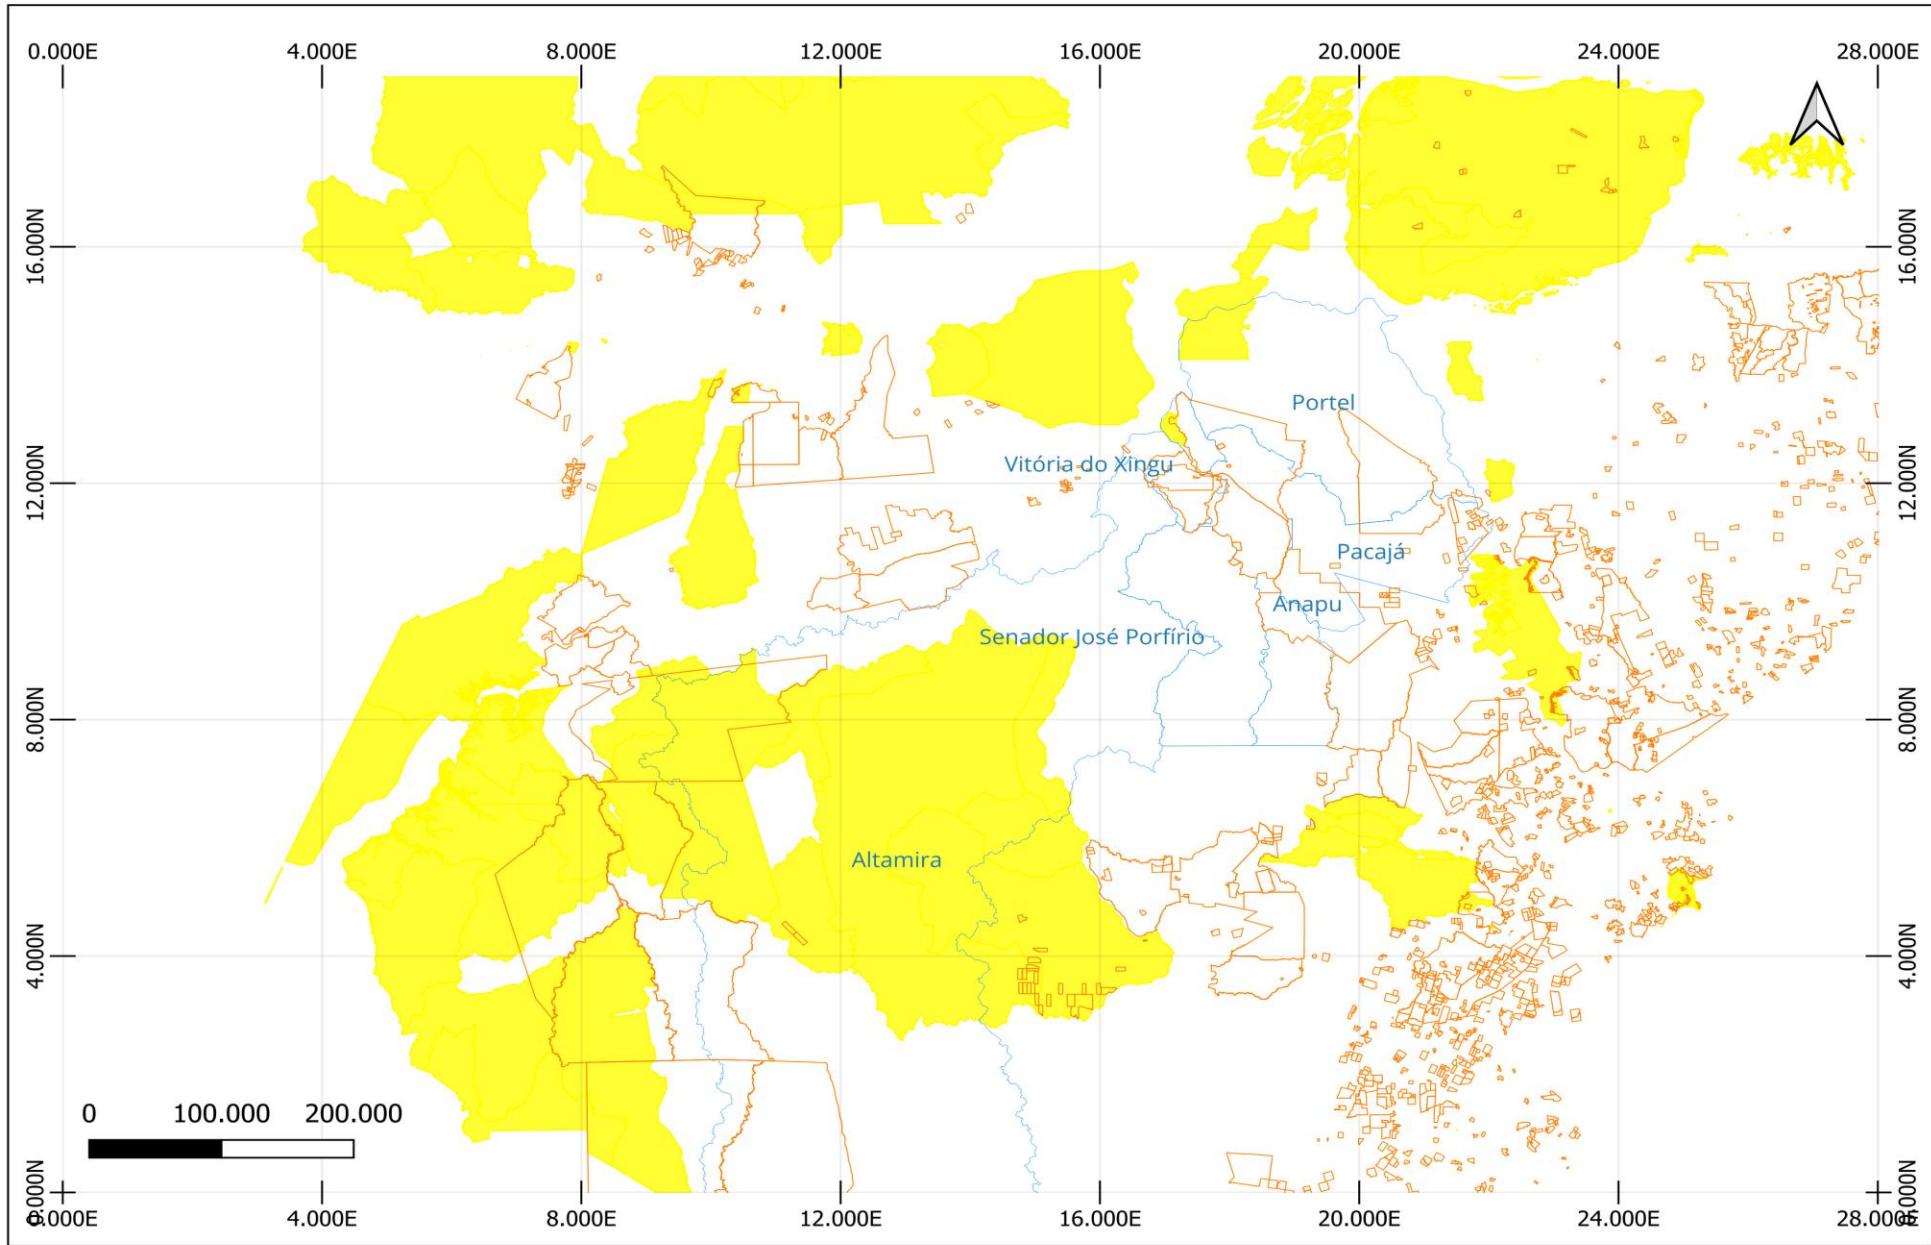 0.000E 4.000E 8.000E 12.000E 16.000E 20.000E 24.000E 28.000E
16.000N 16.000N
Portel
Vitória do Xingu
12.000N 12.000N
Pacajá
Anapu
Senador José Porfírio
8.000N 8.000N
Altamira
4.000N 4.000N
0 100.000 200.000
0.000N 0.000N
0.000E 4.000E 8.000E 12.000E 16.000E 20.000E 24.000E 28.000E